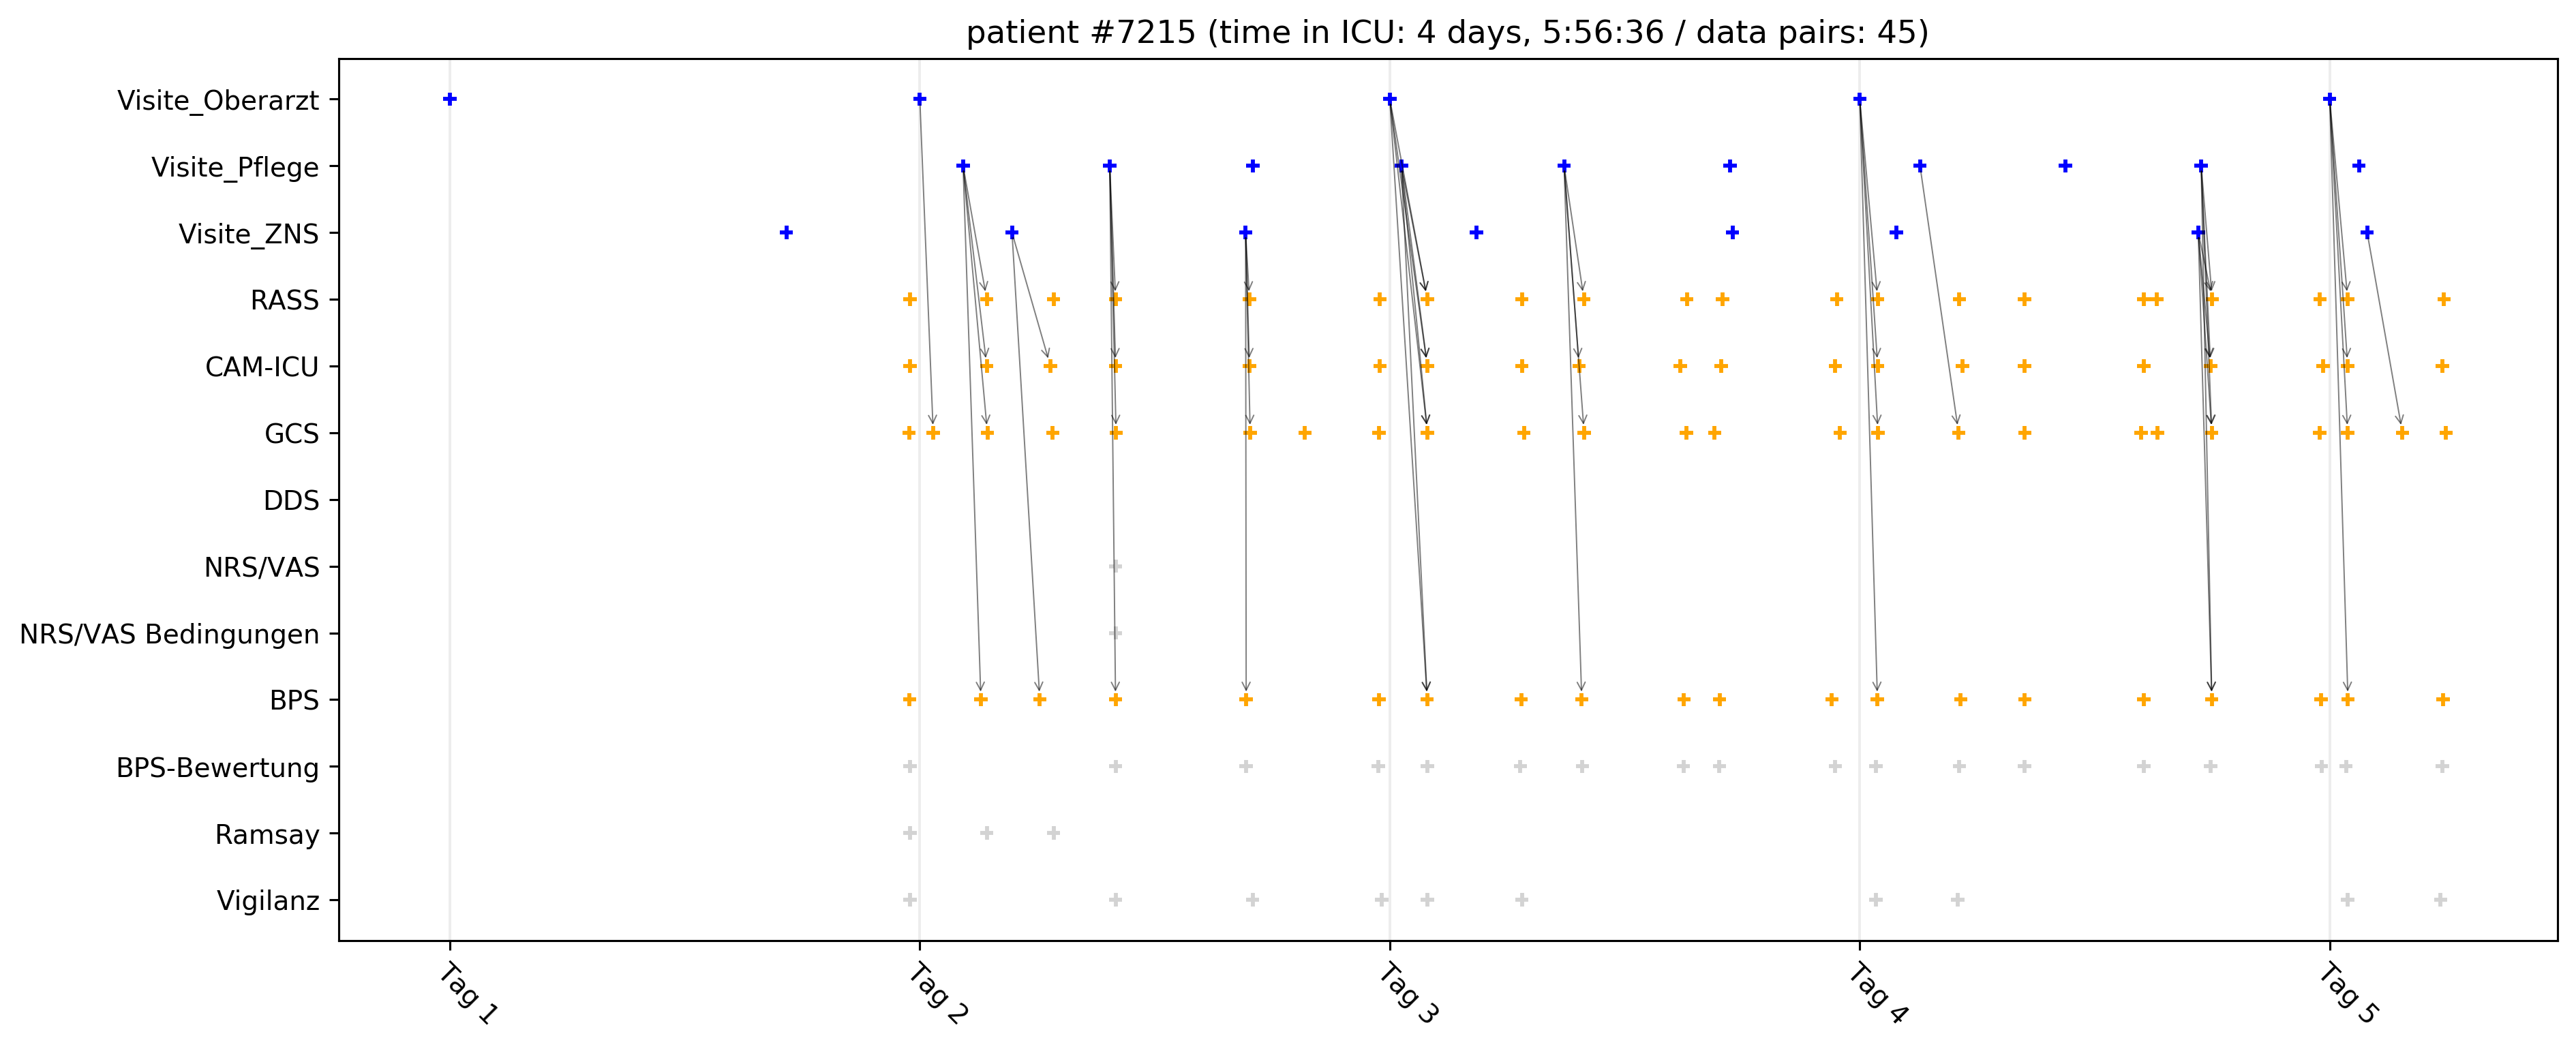 patient #7215 (time in ICU: 4 days, 5:56:36 / data pairs: 45)
Visite_Oberarzt
Visite_Pflege
Visite_ZNS
RASS
CAM-ICU
GCS
DDS
NRS/VAS
NRS/VAS Bedingungen
BPS
BPS-Bewertung
Ramsay
Vigilanz
Tag 1
Tag 2
Tag 3
Tag 4
Tag 5